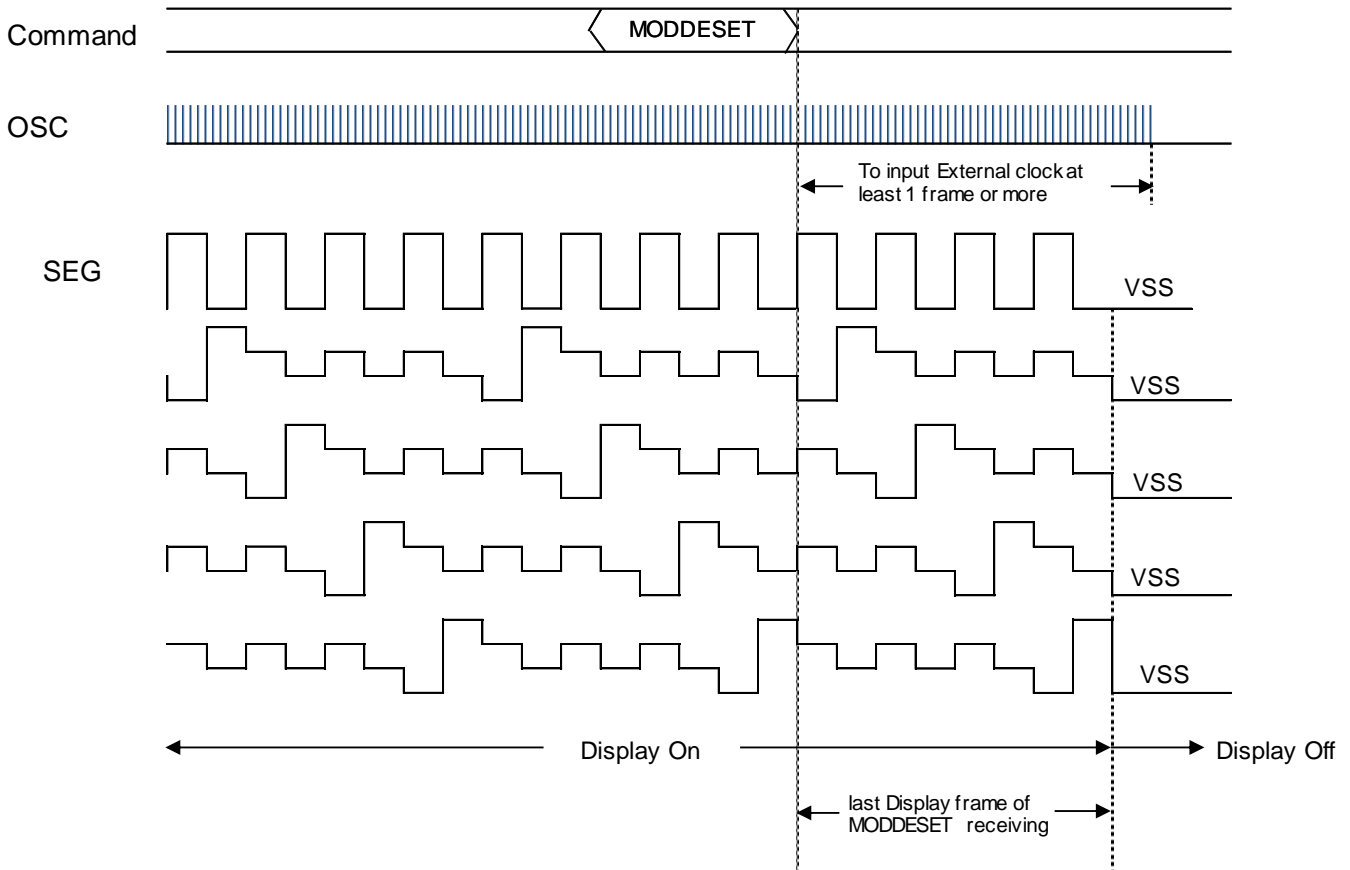 Command
MODDESET
OSC
To input External clock at
least 1 frame or more
SEG
VSS
VSS
VSS
VSS
VSS
Display On
Display Off
last Display frame of
MODDESET receiving